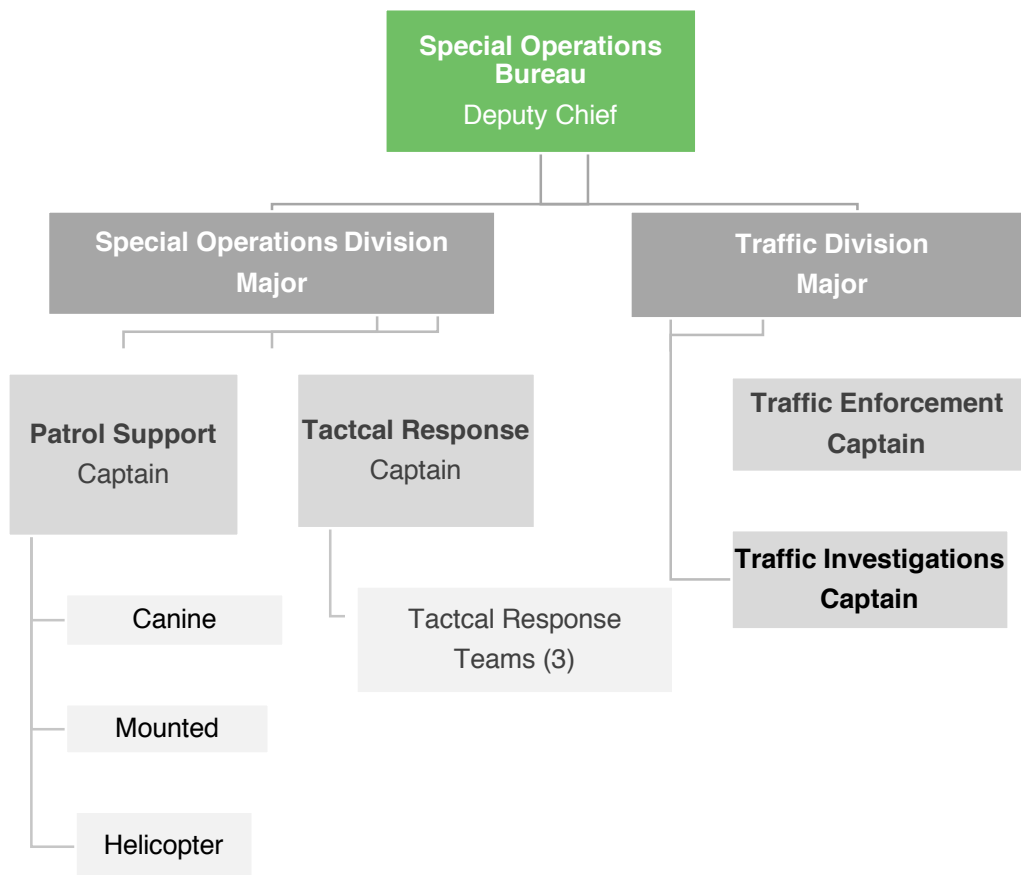 Special Operations
Bureau
Deputy Chief
Special Operations Division
Major
Traffic Division
Major
Patrol Support
Captain
Tactcal Response
Captain
Traffic Enforcement
Captain
Traffic Investigations
Captain
Canine
Tactcal Response
Teams (3)
Mounted
Helicopter